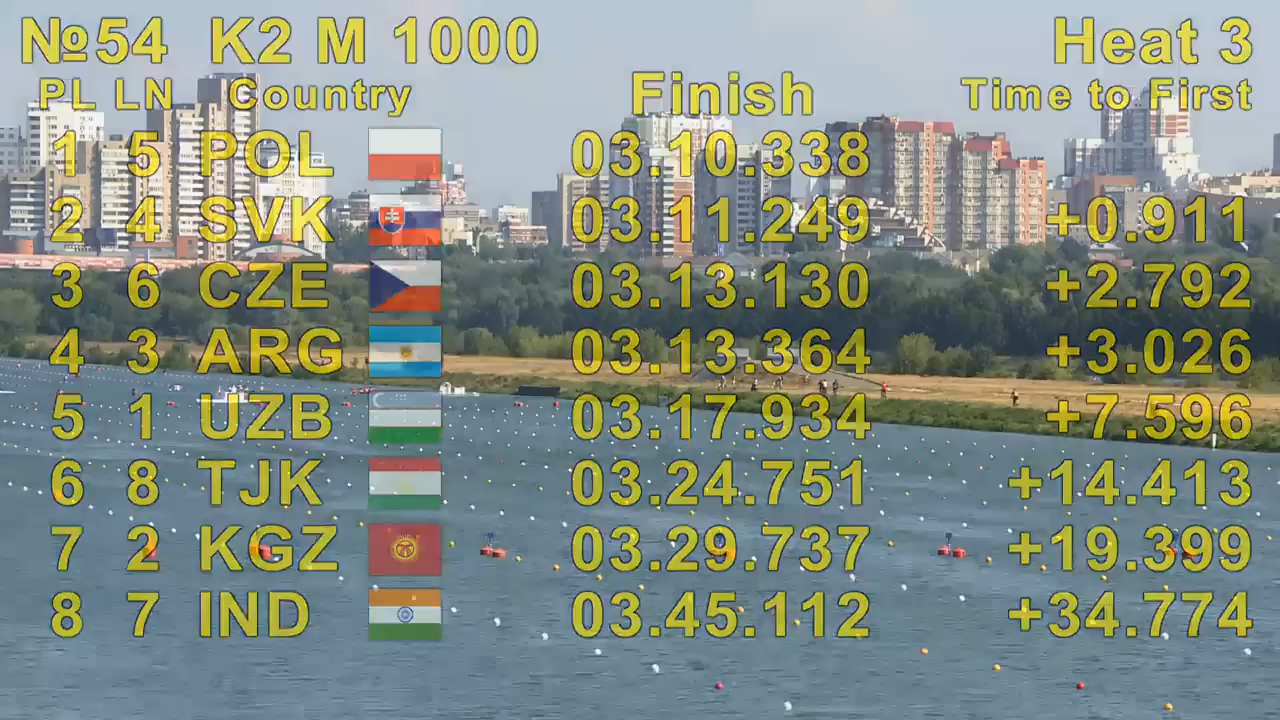 №54 K2 M 1000 Heat 3
PL LN Country Finish Time to First
1 5 POL 03.10.338
2 4 SVK 03.11.249 +0.911
3 6 CZE 03.13.130 +2.792
4 3 ARG 03.13.364 +3.026
5 1 UZB 03.17.934 +7.596
6 8 TJK 03.24.751 +14.413
7 2 KGZ 03.29.737 +19.399
8 7 IND 03.45.112 +34.774